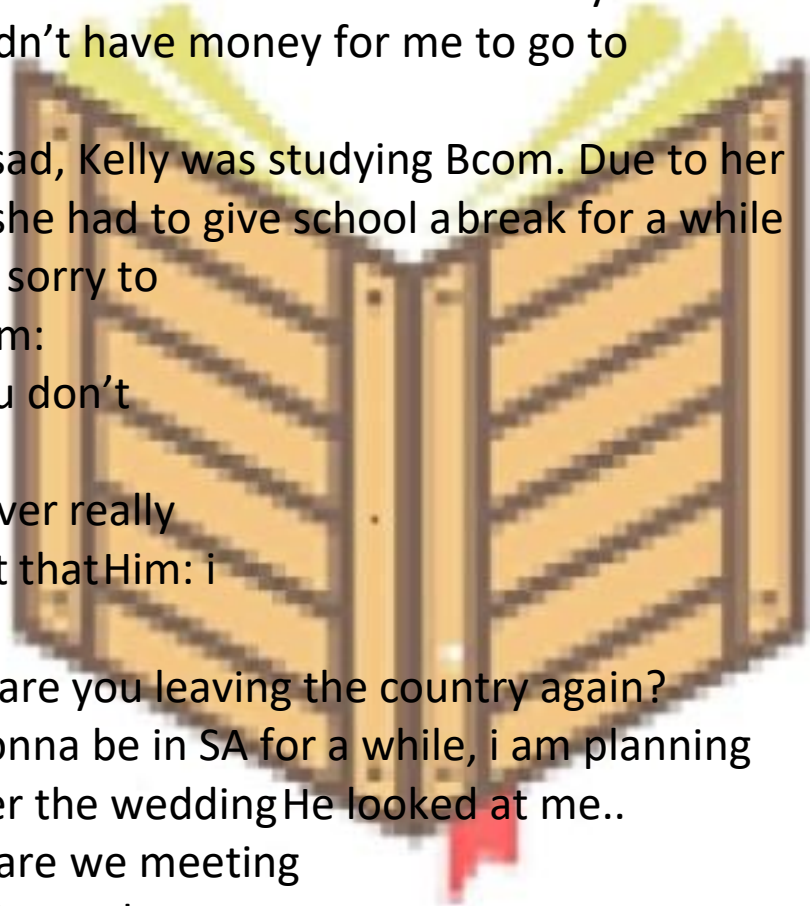 dn’t have money for me to go to
sad, Kelly was studying Bcom. Due to her
she had to give school abreak for a while
sorry to
m:
u don’t
ver really
t thatHim: i
are you leaving the country again?
onna be in SA for a while, i am planning
er the weddingHe looked at me..
are we meeting